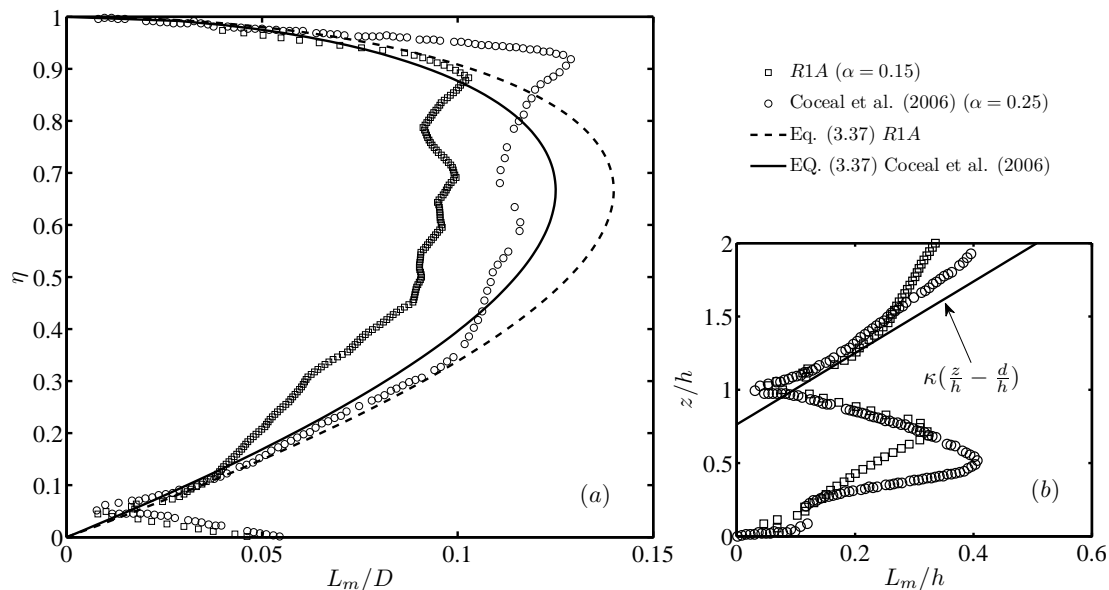 1
0.9
0.8
0.7
0.6
0.5
0.4
0.3
0.2
0.1
0
η
0 0.05 0.1 0.15
L_m/D
(a)
R1A (α = 0.15)
Coceal et al. (2006) (α = 0.25)
Eq. (3.37) R1A
EQ. (3.37) Coceal et al. (2006)
2
1.5
1
0.5
0
z/h
κ(z/h − d/h)
(b)
0 0.2 0.4 0.6
L_m/h